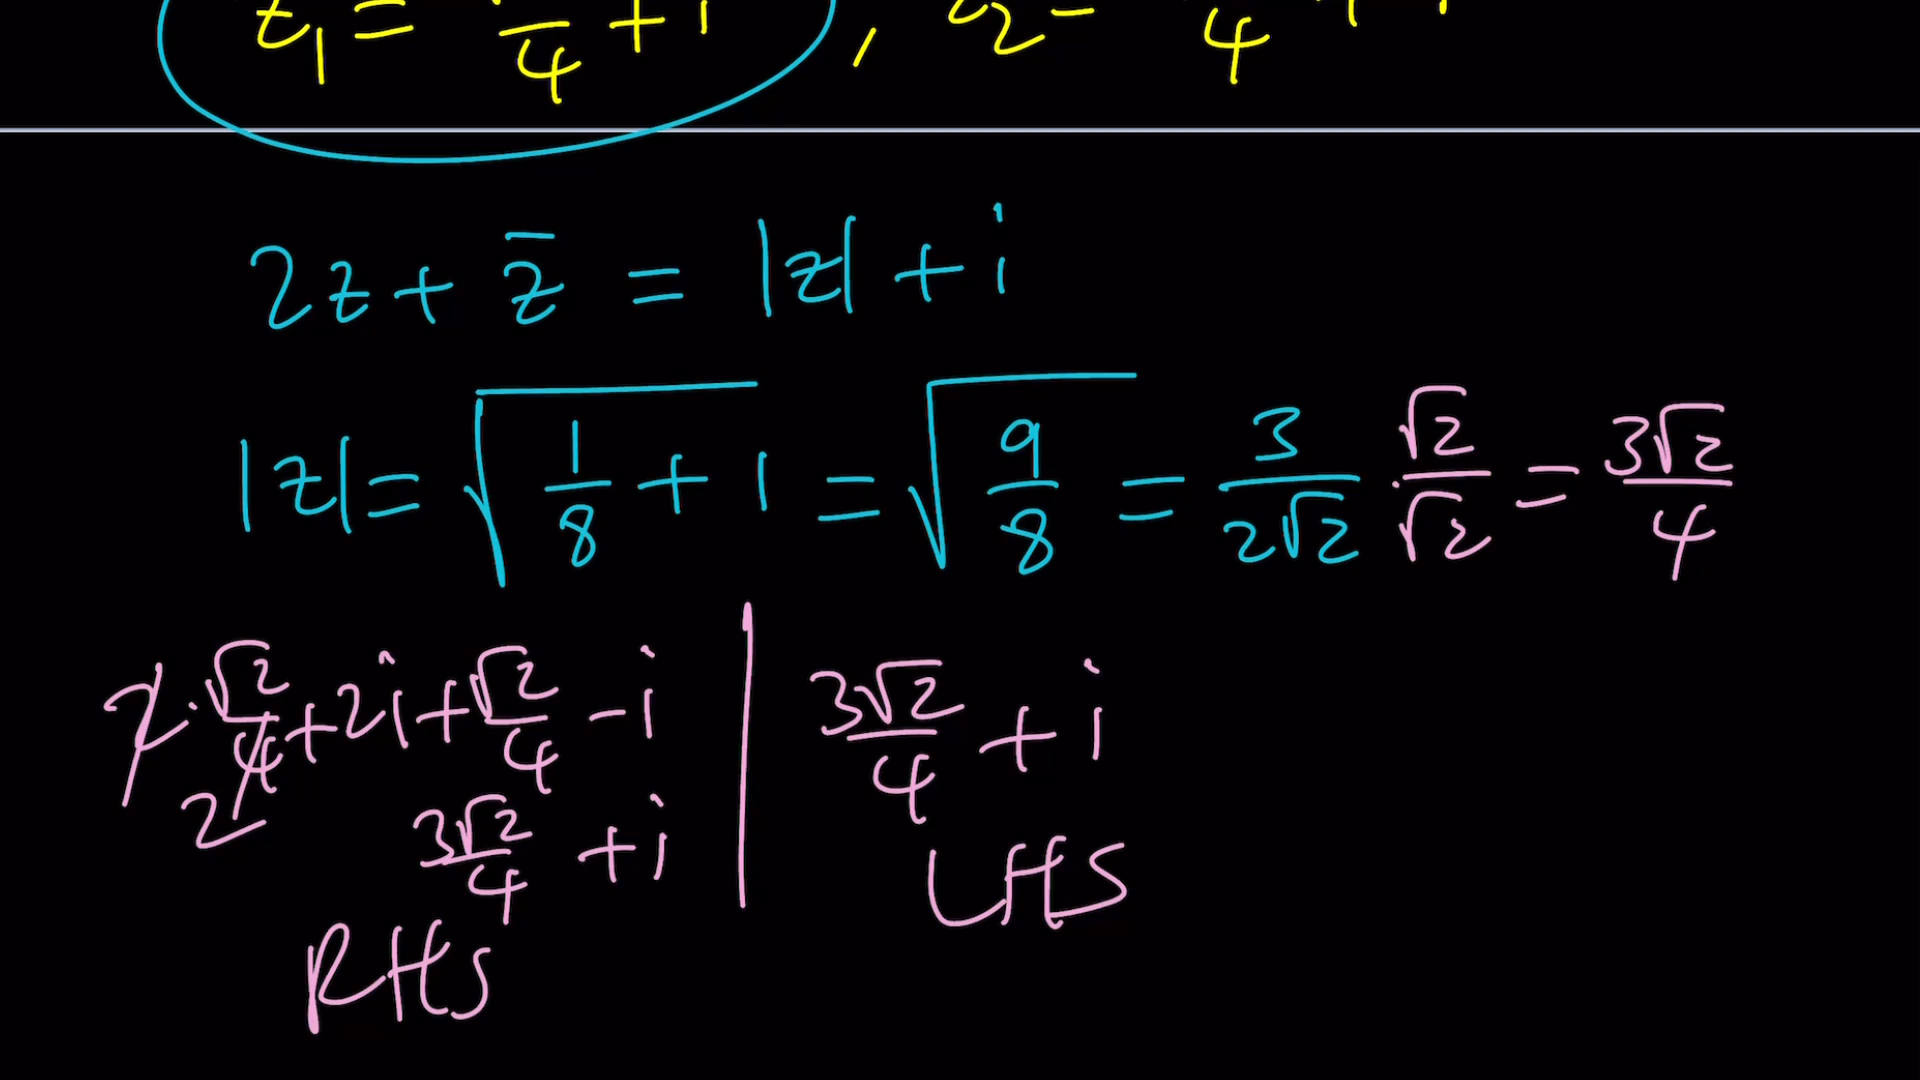 z₁ = /4 + i , z₂ = /4
2z + z̅ = |z| + i
|z| = √(1/8 + 1) = √(9/8) = 3/(2√2) · √2/√2 = 3√2/4
2 · √2/4 + 2i + √2/4 - i | 3√2/4 + i
2
3√2/4 + i
LHS
RHS